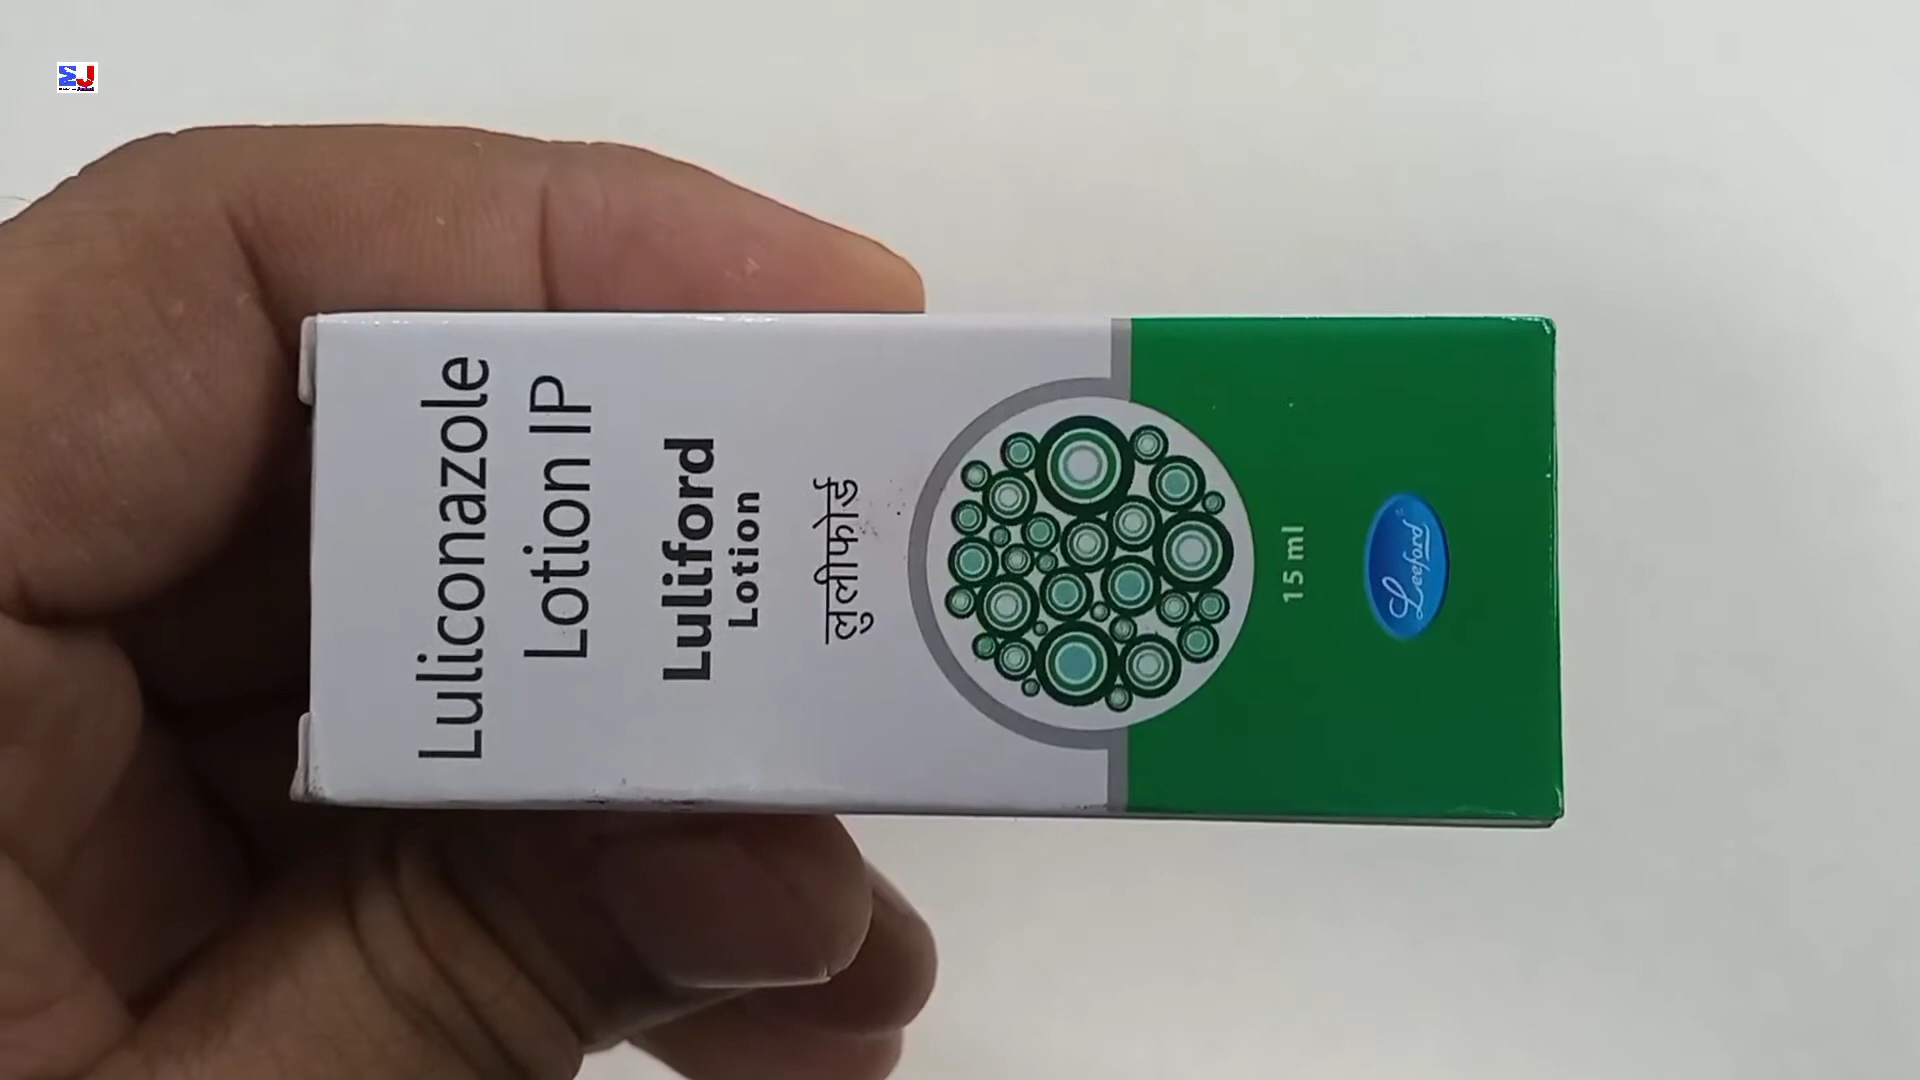 Luliconazole
Lotion IP
Luliford
Lotion
लुलीफोर्ड
15 ml
Leeford